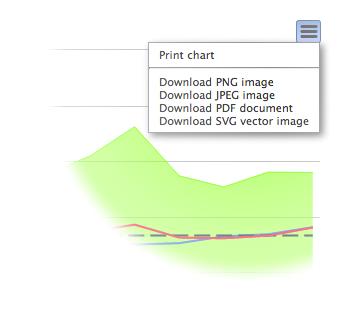 Print chart
Download PNG image
Download JPEG image
Download PDF document
Download SVG vector image